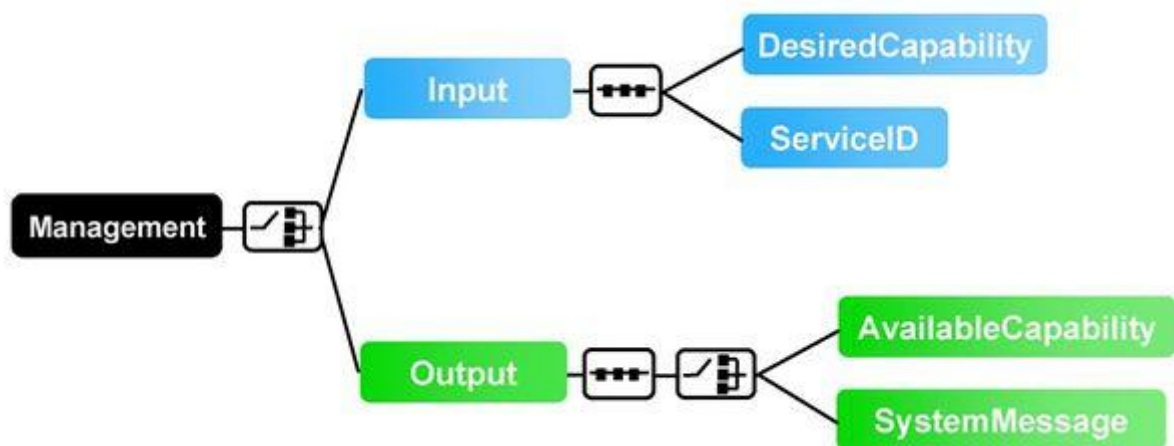 DesiredCapability
Input
ServiceID
Management
AvailableCapability
Output
SystemMessage